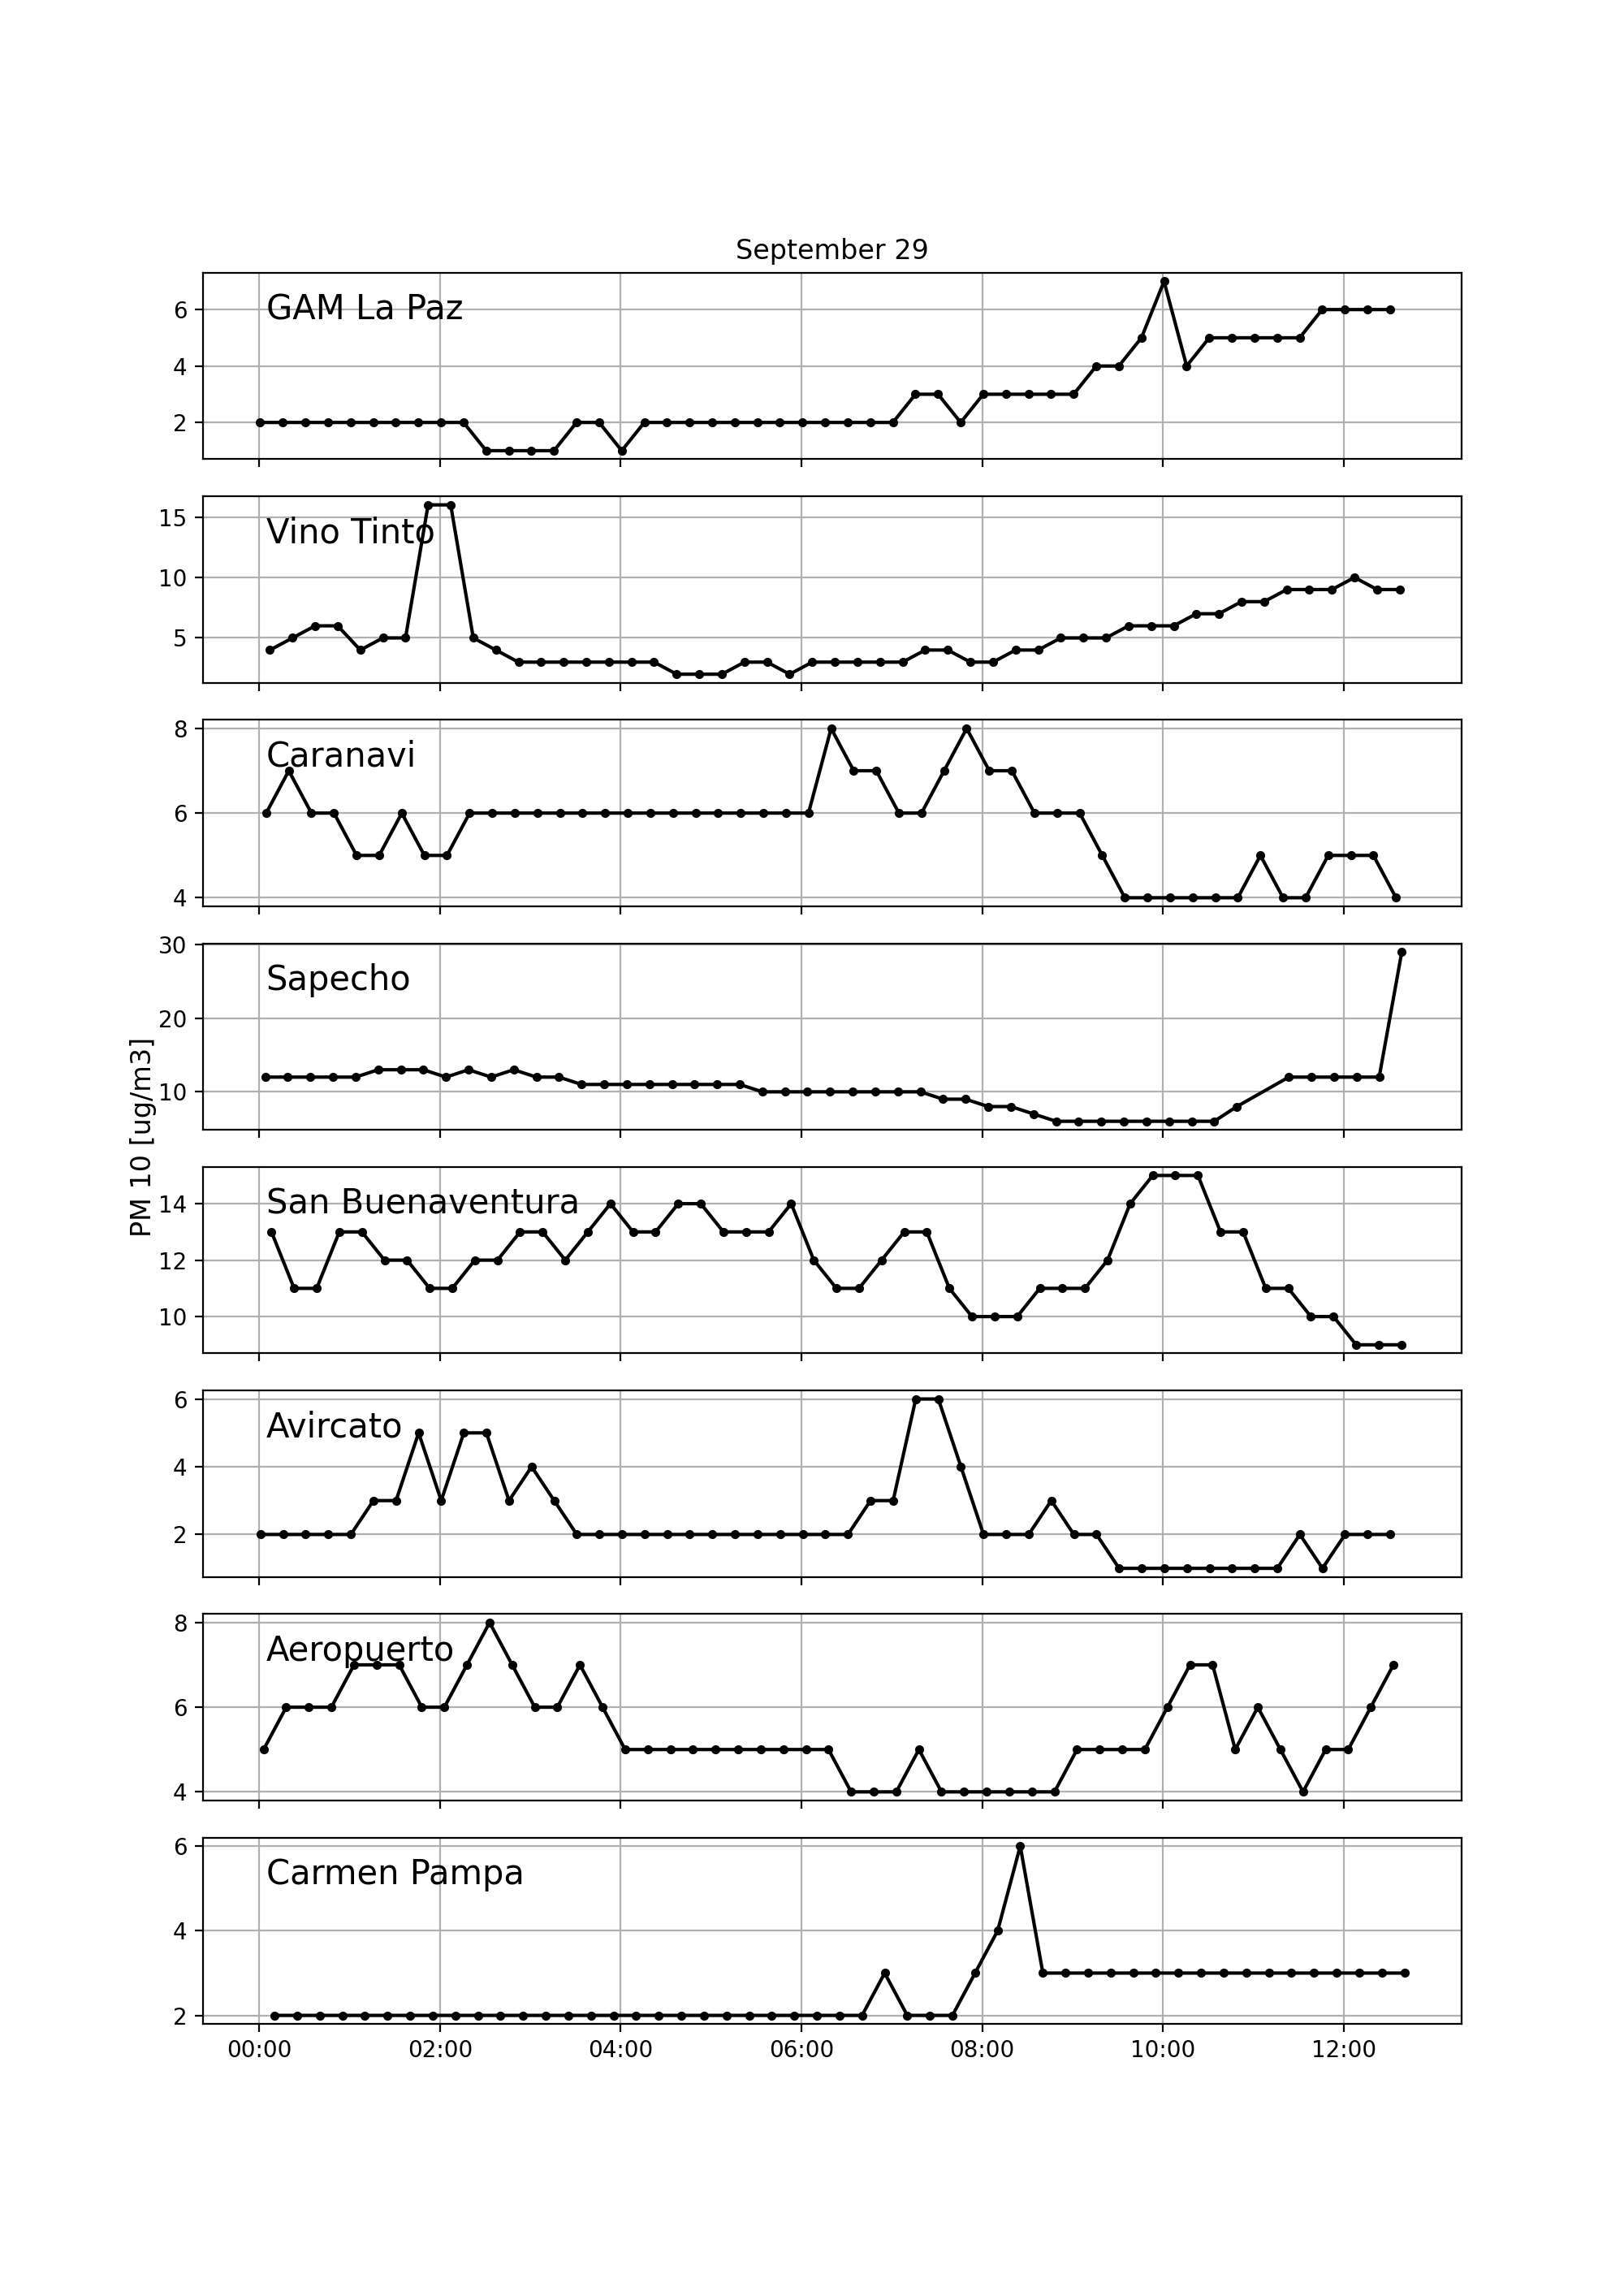 September 29
GAM La Paz
6
4
2
Vino Tinto
15
10
5
Caranavi
8
6
4
Sapecho
30
20
10
PM 10 [ug/m3]
San Buenaventura
14
12
10
Avircato
6
4
2
Aeropuerto
8
6
4
Carmen Pampa
6
4
2
00:00 02:00 04:00 06:00 08:00 10:00 12:00